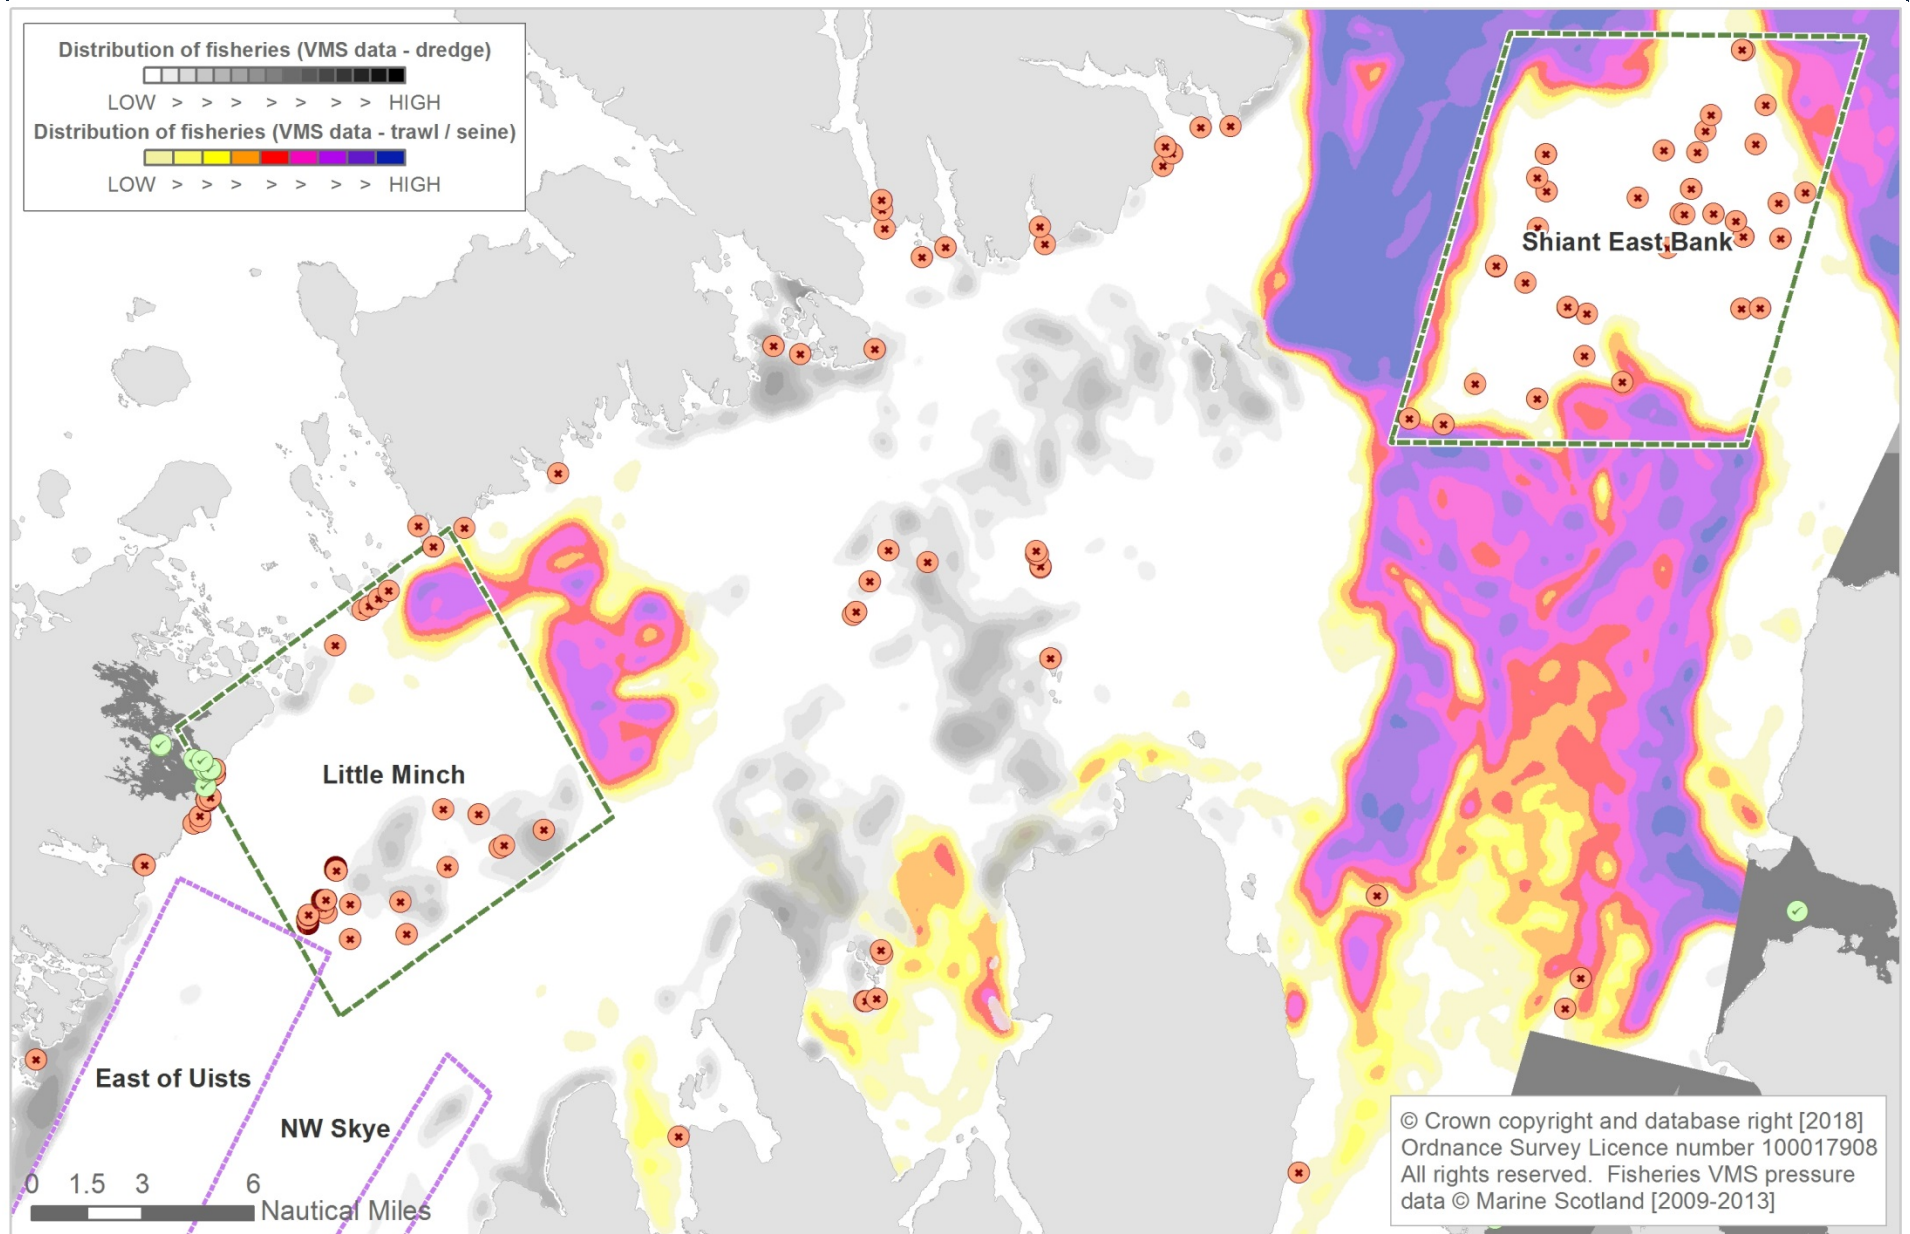 Distribution of fisheries (VMS data - dredge)
LOW > > > > > > > HIGH
Distribution of fisheries (VMS data - trawl / seine)
LOW > > > > > > > HIGH
Shiant East Bank
Little Minch
East of Uists
NW Skye
0 1.5 3 6
Nautical Miles
© Crown copyright and database right [2018]
Ordnance Survey Licence number 100017908
All rights reserved. Fisheries VMS pressure
data © Marine Scotland [2009-2013]